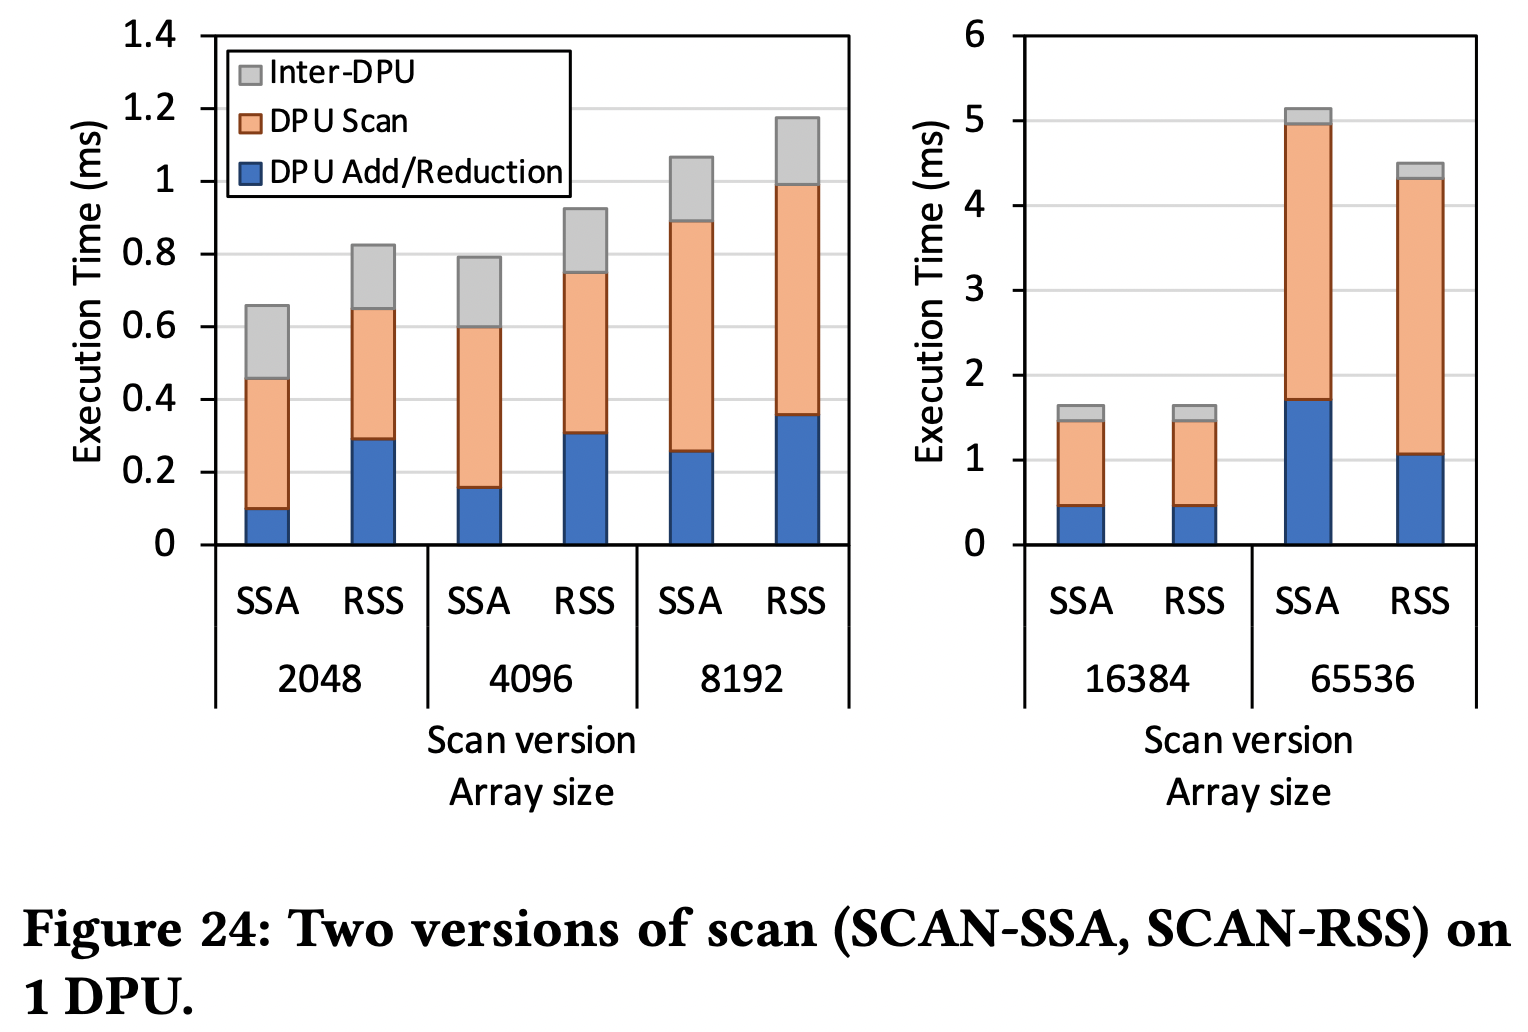 Execution Time (ms)
1.4
1.2
1
0.8
0.6
0.4
0.2
0
Inter-DPU
DPU Scan
DPU Add/Reduction
SSA RSS SSA RSS SSA RSS
2048 4096 8192
Scan version
Array size
Execution Time (ms)
6
5
4
3
2
1
0
SSA RSS SSA RSS
16384 65536
Scan version
Array size
Figure 24: Two versions of scan (SCAN-SSA, SCAN-RSS) on
1 DPU.